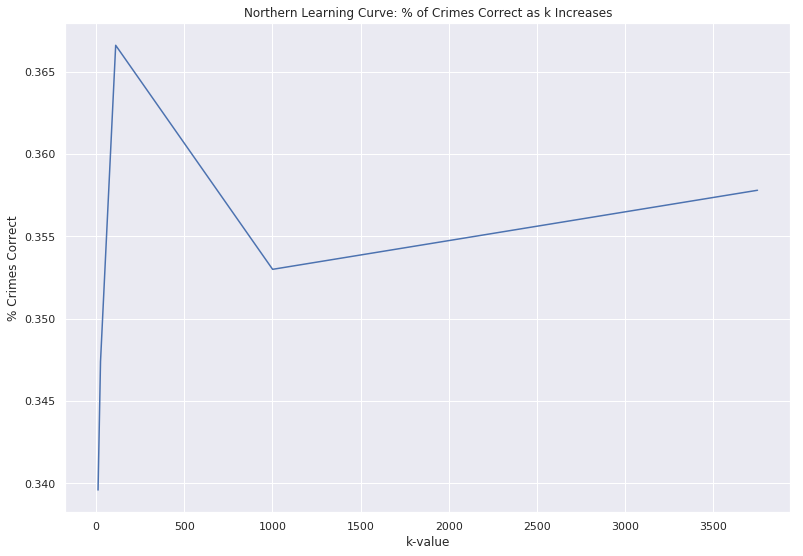 Northern Learning Curve: % of Crimes Correct as k Increases
0.365
0.360
0.355
0.350
0.345
0.340
% Crimes Correct
0 500 1000 1500 2000 2500 3000 3500
k-value